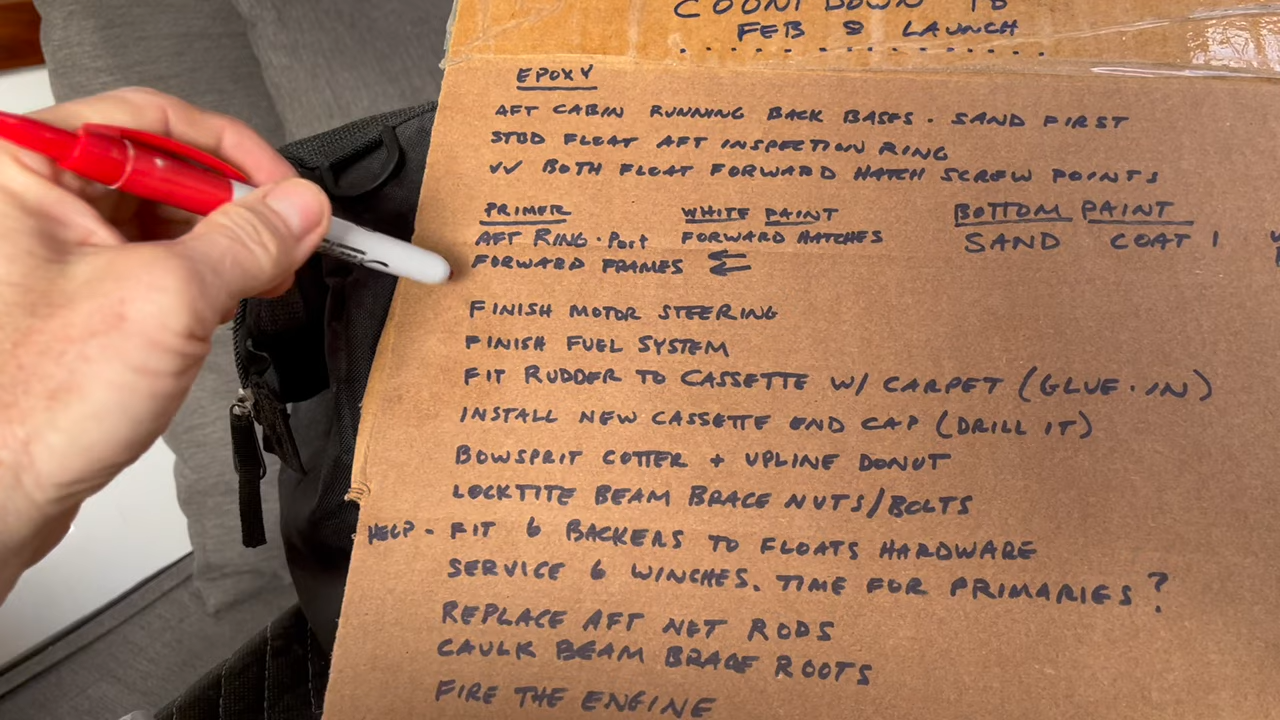 COUNTDOWN TO
FEB 8 LAUNCH
EPOXY
AFT CABIN RUNNING BACK BASES. SAND FIRST
STBD FLOAT AFT INSPECTION RING
VV BOTH FLOAT FORWARD HATCH SCREW POINTS
PRIMER WHITE PAINT BOTTOM PAINT
AFT RING. Port FORWARD HATCHES SAND COAT 1
FORWARD FRAMES
FINISH MOTOR STEERING
FINISH FUEL SYSTEM
FIT RUDDER TO CASSETTE W/ CARPET (GLUE.IN)
INSTALL NEW CASSETTE END CAP (DRILL IT)
BOWSPRIT COTTER + UPLINE DONUT
LOCKTITE BEAM BRACE NUTS/BOLTS
HELP - FIT 6 BACKERS TO FLOATS HARDWARE
SERVICE 6 WINCHES. TIME FOR PRIMARIES?
REPLACE AFT NET RODS
CAULK BEAM BRACE ROOTS
FIRE THE ENGINE